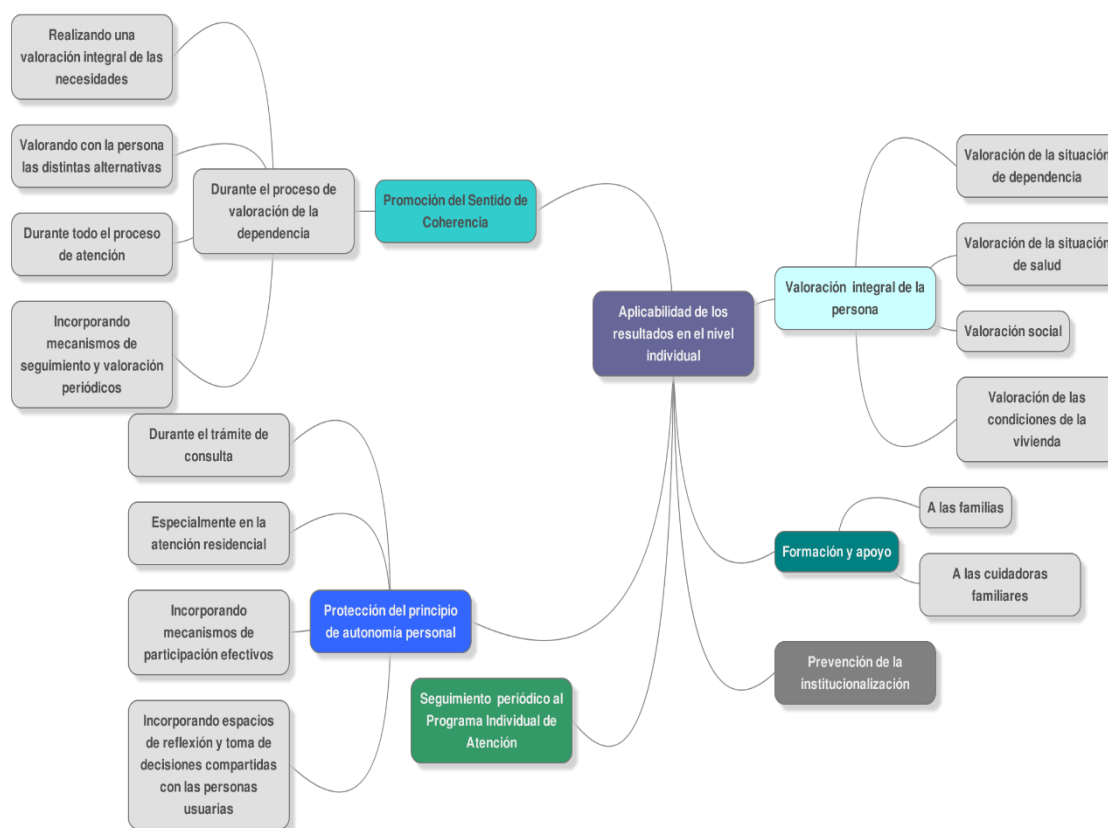 Realizando una
valoración integral de las
necesidades
Valorando con la persona
las distintas alternativas
Durante todo el proceso
de atención
Incorporando
mecanismos de
seguimiento y valoración
periódicos
Durante el proceso de
valoración de la
dependencia
Promoción del Sentido de
Coherencia
Aplicabilidad de los
resultados en el nivel
individual
Valoración integral de la
persona
Valoración de la situación
de dependencia
Valoración de la situación
de salud
Valoración social
Valoración de las
condiciones de la
vivienda
Durante el trámite de
consulta
Especialmente en la
atención residencial
Incorporando
mecanismos de
participación efectivos
Incorporando espacios
de reflexión y toma de
decisiones compartidas
con las personas
usuarias
Protección del principio
de autonomía personal
Seguimiento periódico al
Programa Individual de
Atención
Formación y apoyo
A las familias
A las cuidadoras
familiares
Prevención de la
institucionalización